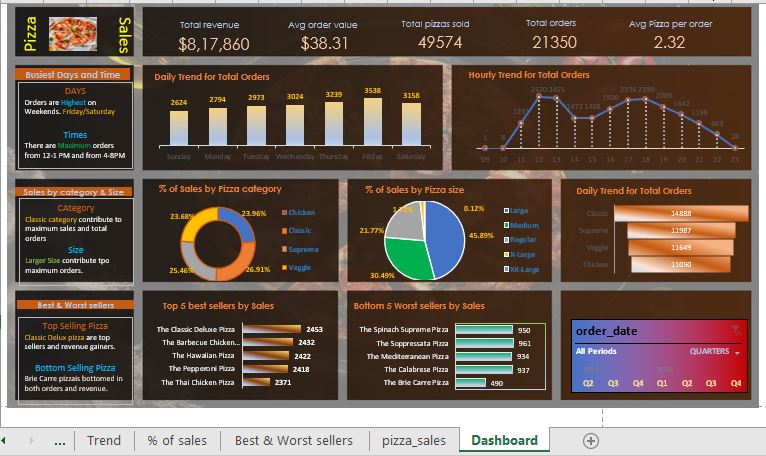 Pizza
Sales
Total revenue
$8,17,860
Avg order value
$38.31
Total pizzas sold
49574
Total orders
21350
Avg Pizza per order
2.32
Busiest Days and Time
DAYS
Orders are Highest on
Weekends. Friday/Saturday
Times
There are Maximum orders
from 12-1 PM and from 4-8PM
Daily Trend for Total Orders
2624 2794 2973 3024 3239 3538 3158
Sunday Monday Tuesday Wednesday Thursday Friday Saturday
Hourly Trend for Total Orders
1 8 1231 2520 2455 1472 1468 1920 2336 2399 2009 1642 1198 663 28
09 10 11 12 13 14 15 16 17 18 19 20 21 22 23
Sales by category & Size
CAtegory
Classic category contribute to
maximum sales and total
orders
Size
Larger Size contribute tpo
maximum orders.
% of Sales by Pizza category
23.68%
23.96%
25.46%
26.91%
Chicken
Classic
Supreme
Veggie
% of Sales by Pizza size
0.12%
21.77%
45.89%
30.49%
Large
Medium
Regular
X-Large
XX-Large
Daily Trend for Total Orders
Classic 14888
Supreme 11987
Veggie 11649
Chicken 11050
Best & Worst sellers
Top Selling Pizza
Classic Delux pizza are top
sellers and revenue gainers.
Bottom Selling Pizza
Brie Carre pizzais bottomed in
both orders and revenue.
Top 5 best sellers by Sales
The Classic Delux Pizza 2453
The Barbecue Chicken... 2432
The Hawaiian Pizza 2422
The Pepperoni Pizza 2418
The Thai Chicken Pizza 2371
Bottom 5 Worst sellers by Sales
The Spinach Supreme Pizza 950
The Soppressata Pizza 961
The Mediterranean Pizza 934
The Calabrese Pizza 937
The Brie Carre Pizza 490
order_date
All Periods QUARTERS
Q2 Q3 Q4 Q1 Q2 Q3 Q4
... Trend % of sales Best & Worst sellers pizza_sales Dashboard